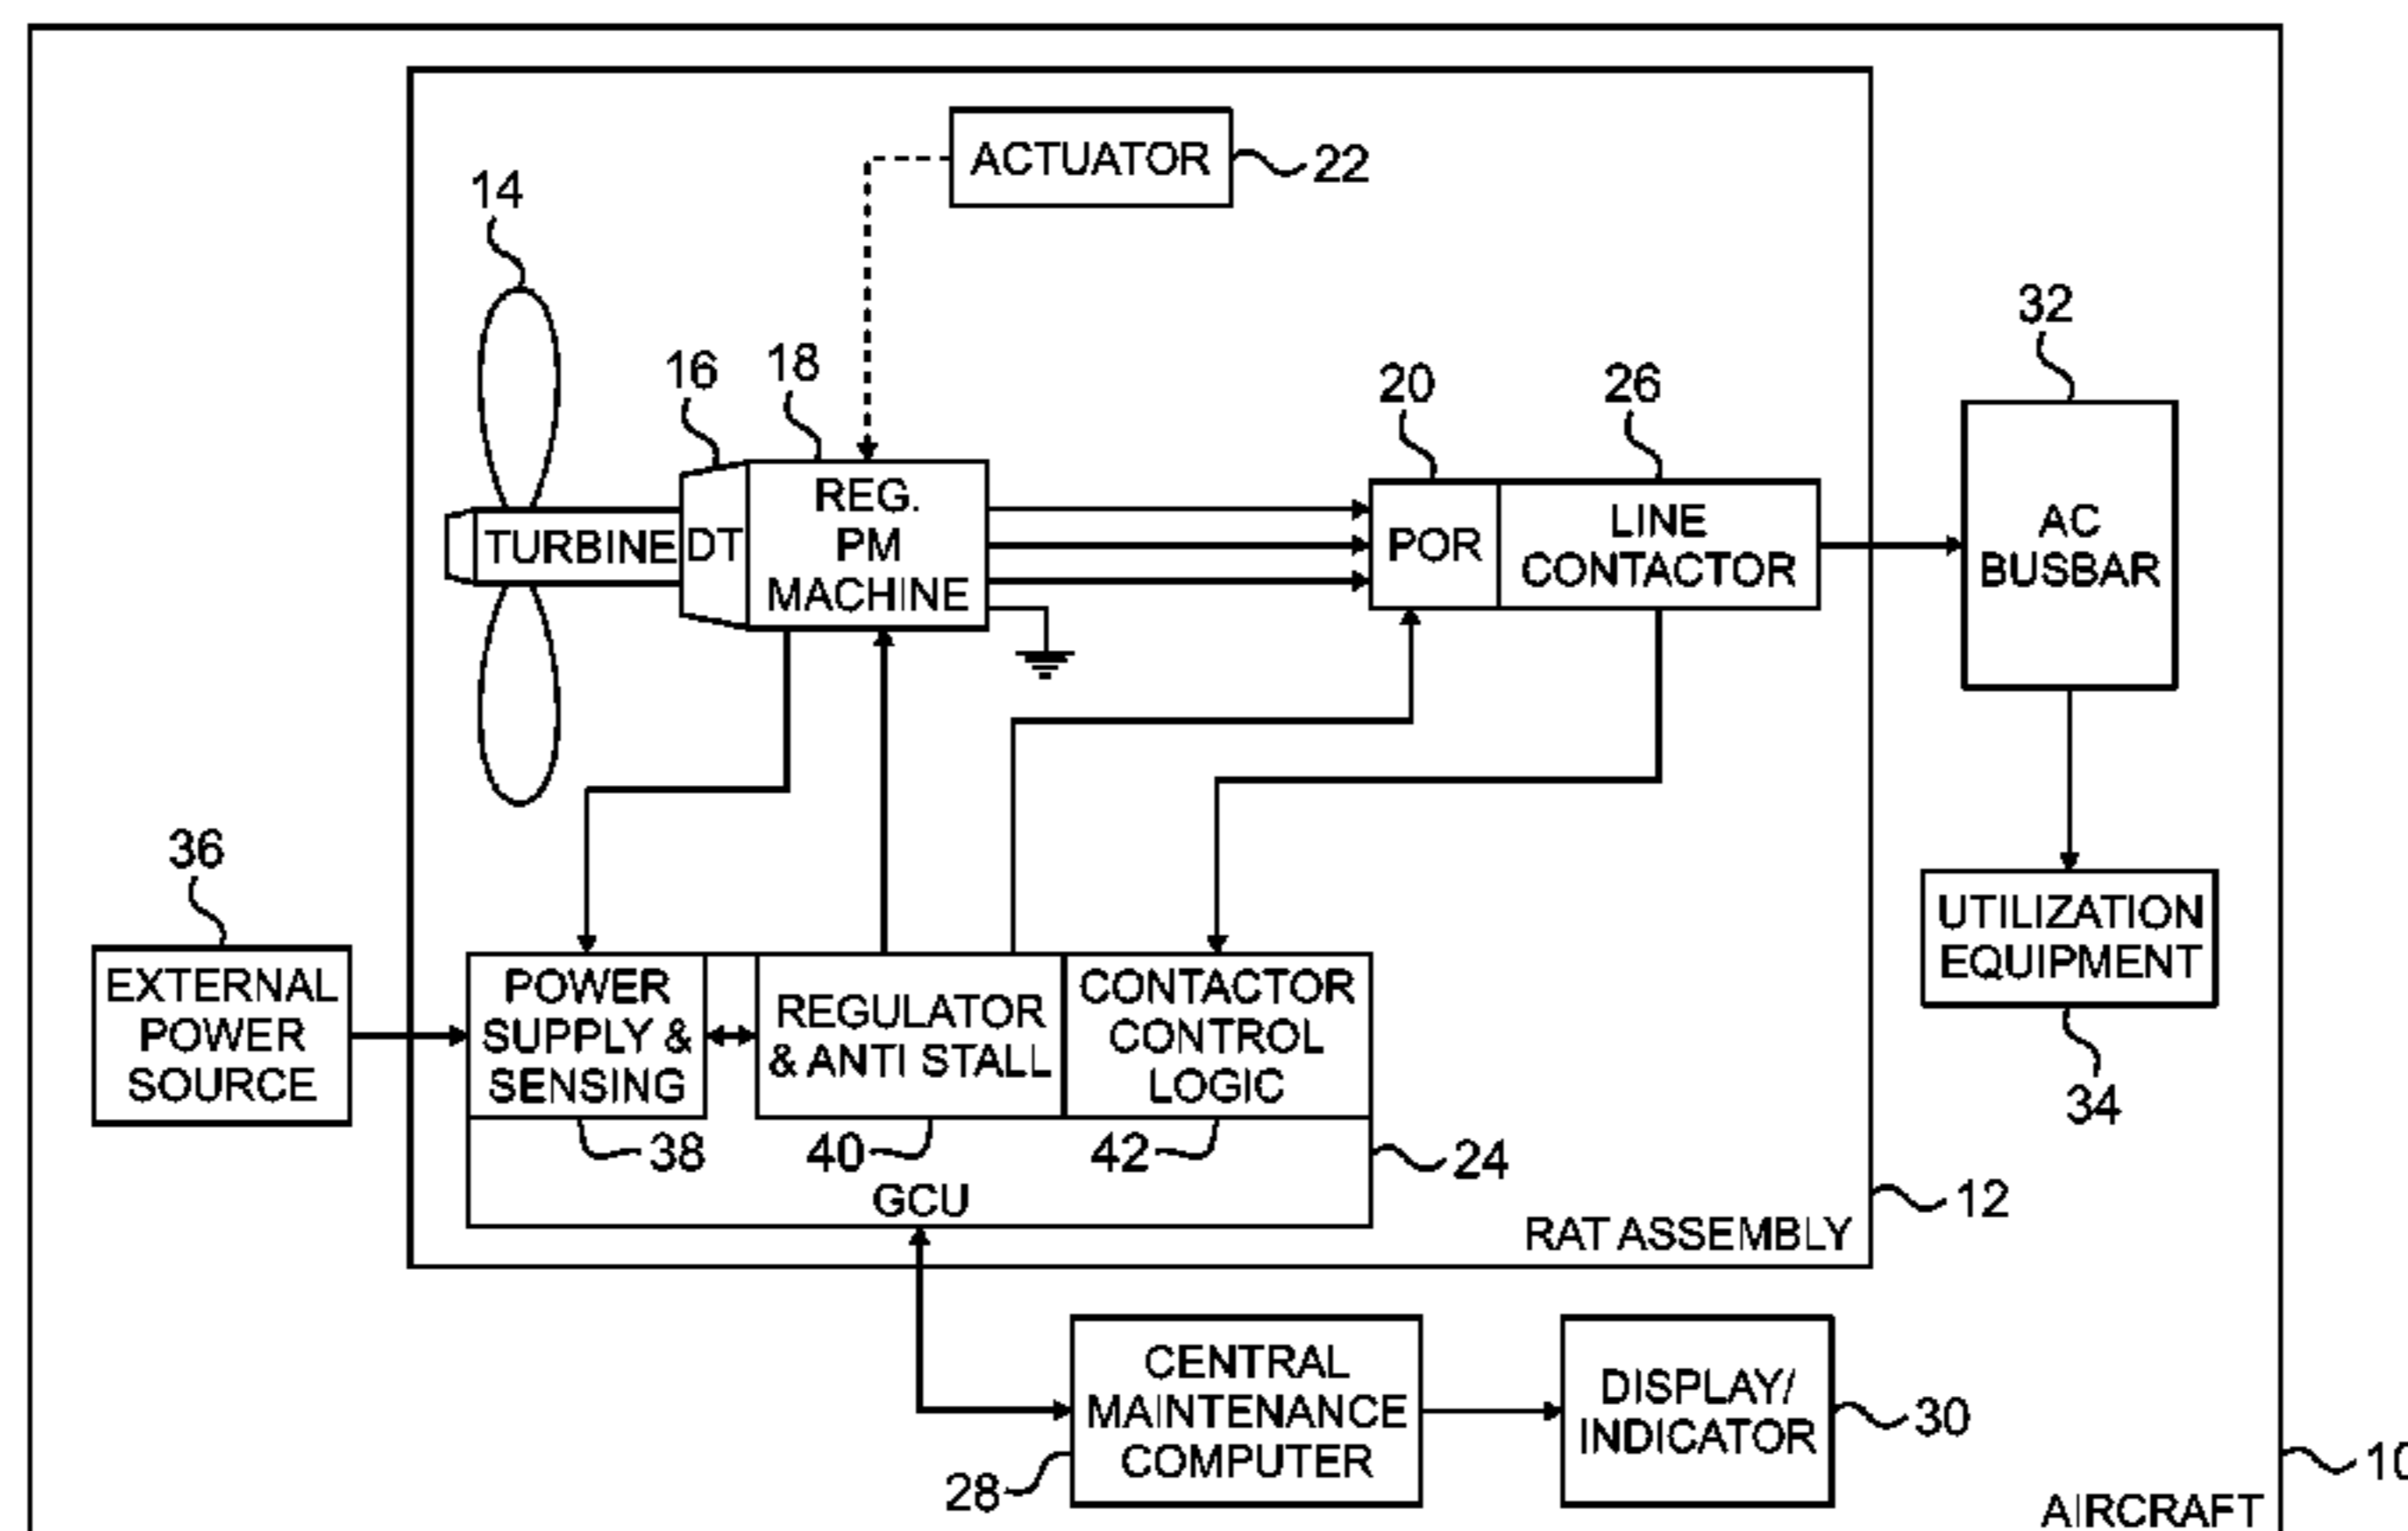 ACTUATOR
22
14
16
18
20
26
32
TURBINE
DT
REG.
PM
MACHINE
POR
LINE
CONTACTOR
AC
BUSBAR
36
EXTERNAL
POWER
SOURCE
POWER
SUPPLY &
SENSING
REGULATOR
& ANTI STALL
CONTACTOR
CONTROL
LOGIC
UTILIZATION
EQUIPMENT
34
38
40
42
24
GCU
12
RAT ASSEMBLY
CENTRAL
MAINTENANCE
COMPUTER
28
DISPLAY/
INDICATOR
30
10
AIRCRAFT